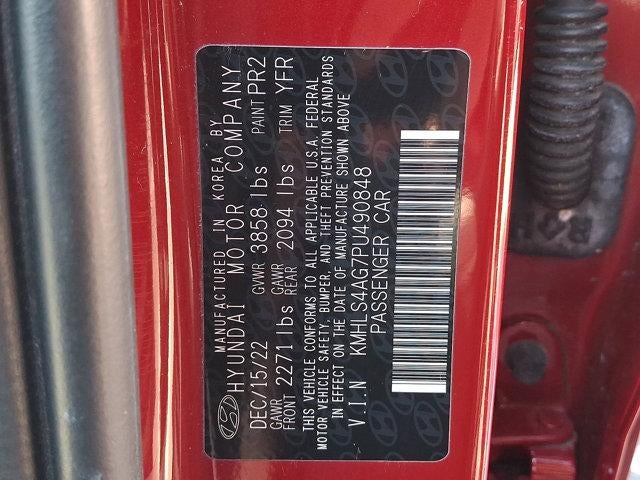 MANUFACTURED IN KOREA BY
HYUNDAI MOTOR COMPANY
DEC/15/22 GVWR 3858 lbs PAINT PR2
GAWR FRONT 2271 lbs GAWR REAR 2094 lbs TRIM YFR
THIS VEHICLE CONFORMS TO ALL APPLICABLE U.S.A. FEDERAL
MOTOR VEHICLE SAFETY, BUMPER, AND THEFT PREVENTION STANDARDS
IN EFFECT ON THE DATE OF MANUFACTURE SHOWN ABOVE
V.I.N KMHLS4AG7PU490848
PASSENGER CAR